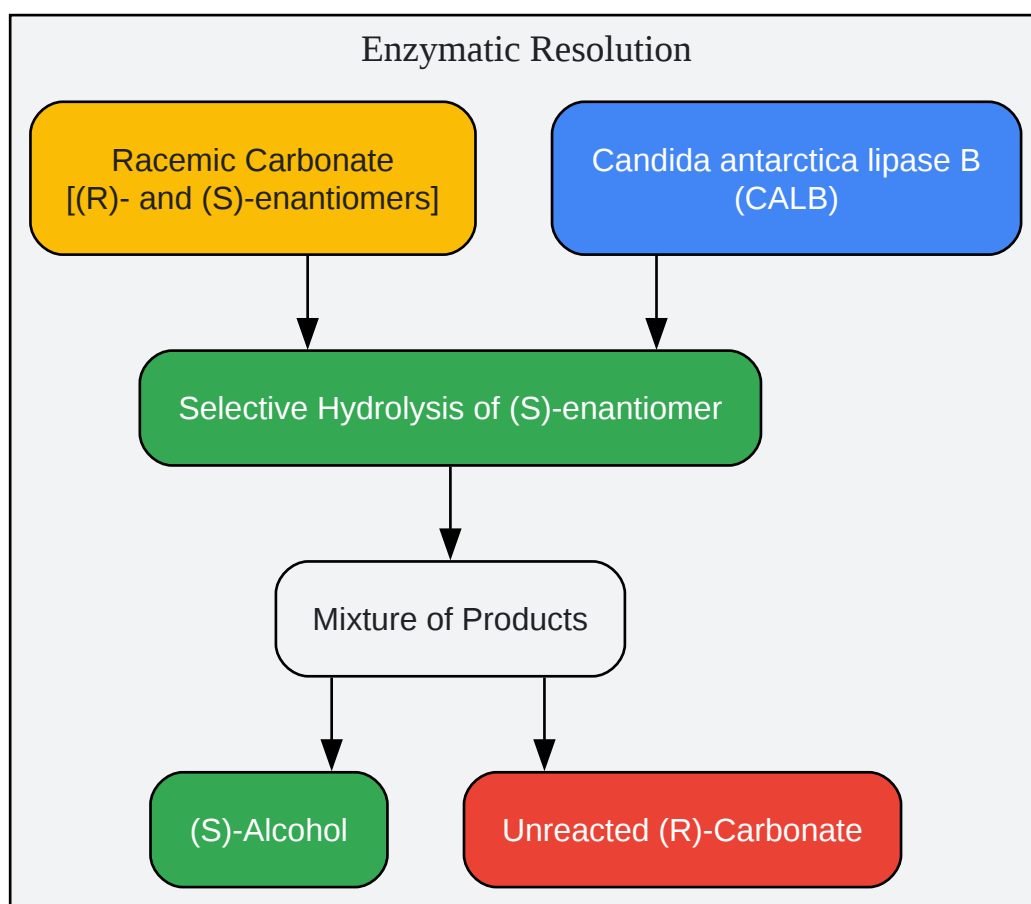 Enzymatic Resolution
Racemic Carbonate
[(R)- and (S)-enantiomers]
Candida antarctica lipase B
(CALB)
Selective Hydrolysis of (S)-enantiomer
Mixture of Products
(S)-Alcohol
Unreacted (R)-Carbonate